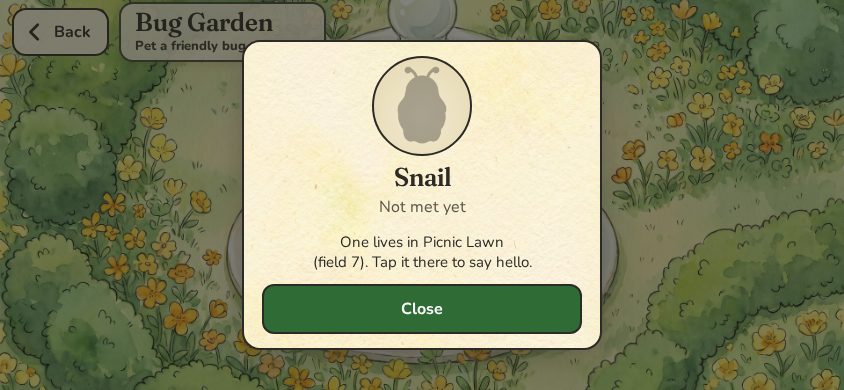 Back
Bug Garden
Pet a friendly bug
Snail
Not met yet
One lives in Picnic Lawn
(field 7). Tap it there to say hello.
Close